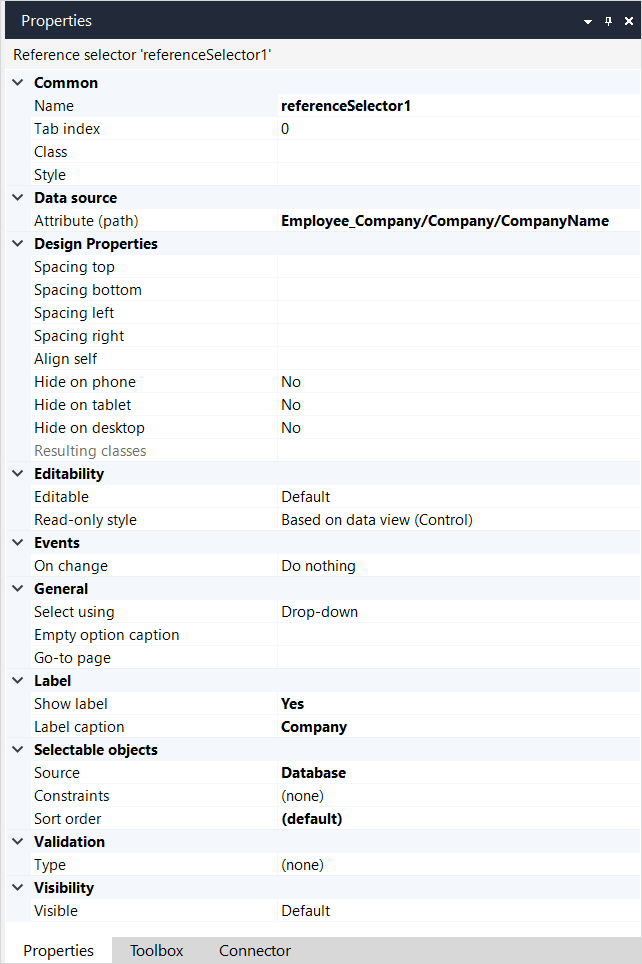 Properties
Reference selector 'referenceSelector1'
Common
Name referenceSelector1
Tab index 0
Class
Style
Data source
Attribute (path) Employee_Company/Company/CompanyName
Design Properties
Spacing top
Spacing bottom
Spacing left
Spacing right
Align self
Hide on phone No
Hide on tablet No
Hide on desktop No
Resulting classes
Editability
Editable Default
Read-only style Based on data view (Control)
Events
On change Do nothing
General
Select using Drop-down
Empty option caption
Go-to page
Label
Show label Yes
Label caption Company
Selectable objects
Source Database
Constraints (none)
Sort order (default)
Validation
Type (none)
Visibility
Visible Default
Properties Toolbox Connector